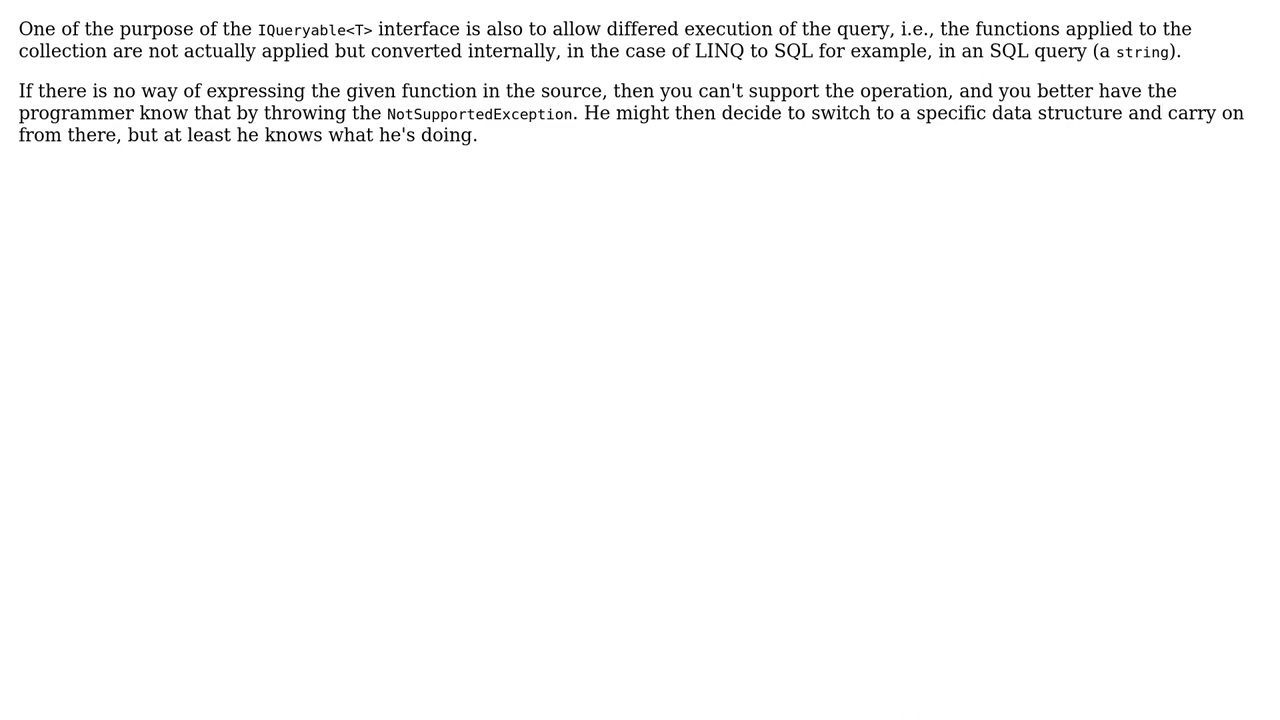 One of the purpose of the IQueryable<T> interface is also to allow differed execution of the query, i.e., the functions applied to the
collection are not actually applied but converted internally, in the case of LINQ to SQL for example, in an SQL query (a string).
If there is no way of expressing the given function in the source, then you can't support the operation, and you better have the
programmer know that by throwing the NotSupportedException. He might then decide to switch to a specific data structure and carry on
from there, but at least he knows what he's doing.